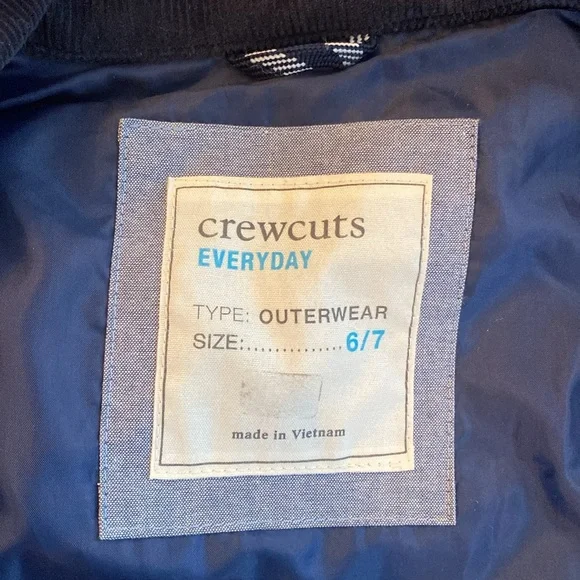 crewcuts
EVERYDAY
TYPE: OUTERWEAR
SIZE:............... 6/7
made in Vietnam